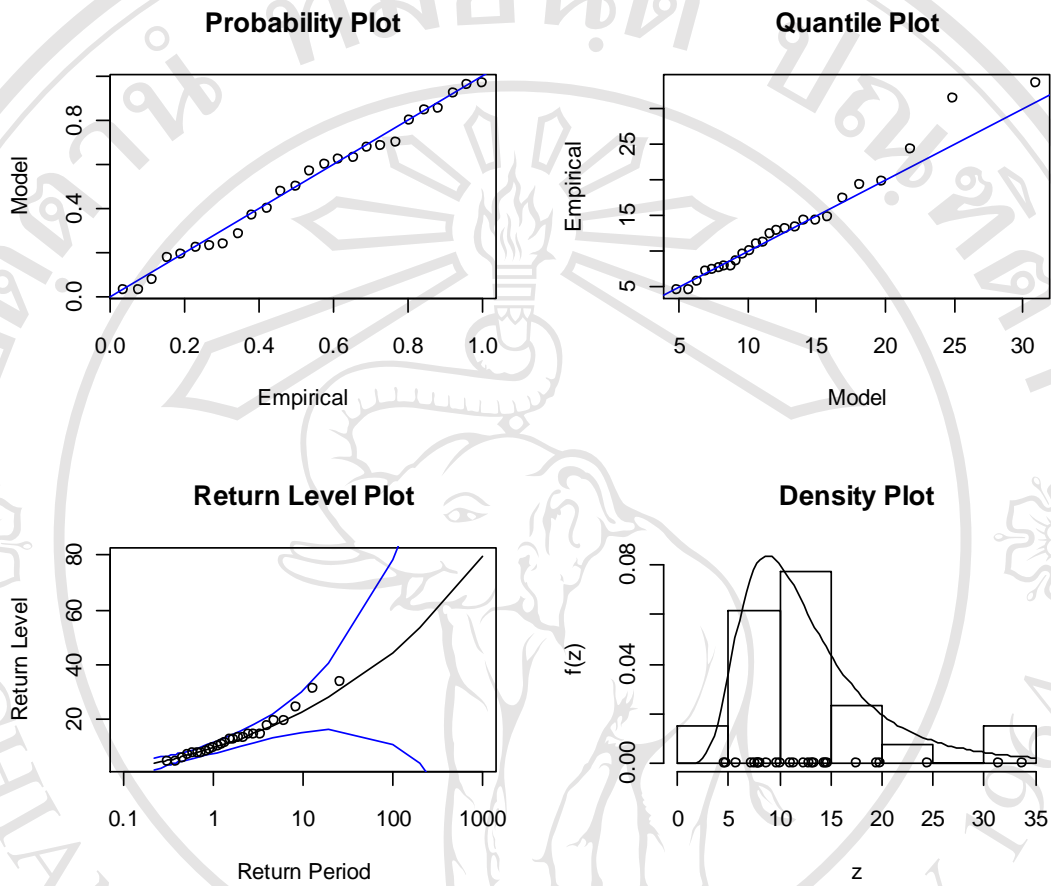 Probability Plot
Model
0.0
0.4
0.8
0.0 0.2 0.4 0.6 0.8 1.0
Empirical
Quantile Plot
Empirical
5
15
25
5 10 15 20 25 30
Model
Return Level Plot
Return Level
20
40
60
80
0.1 1 10 100 1000
Return Period
Density Plot
f(z)
0.00
0.04
0.08
0 5 10 15 20 25 30 35
z